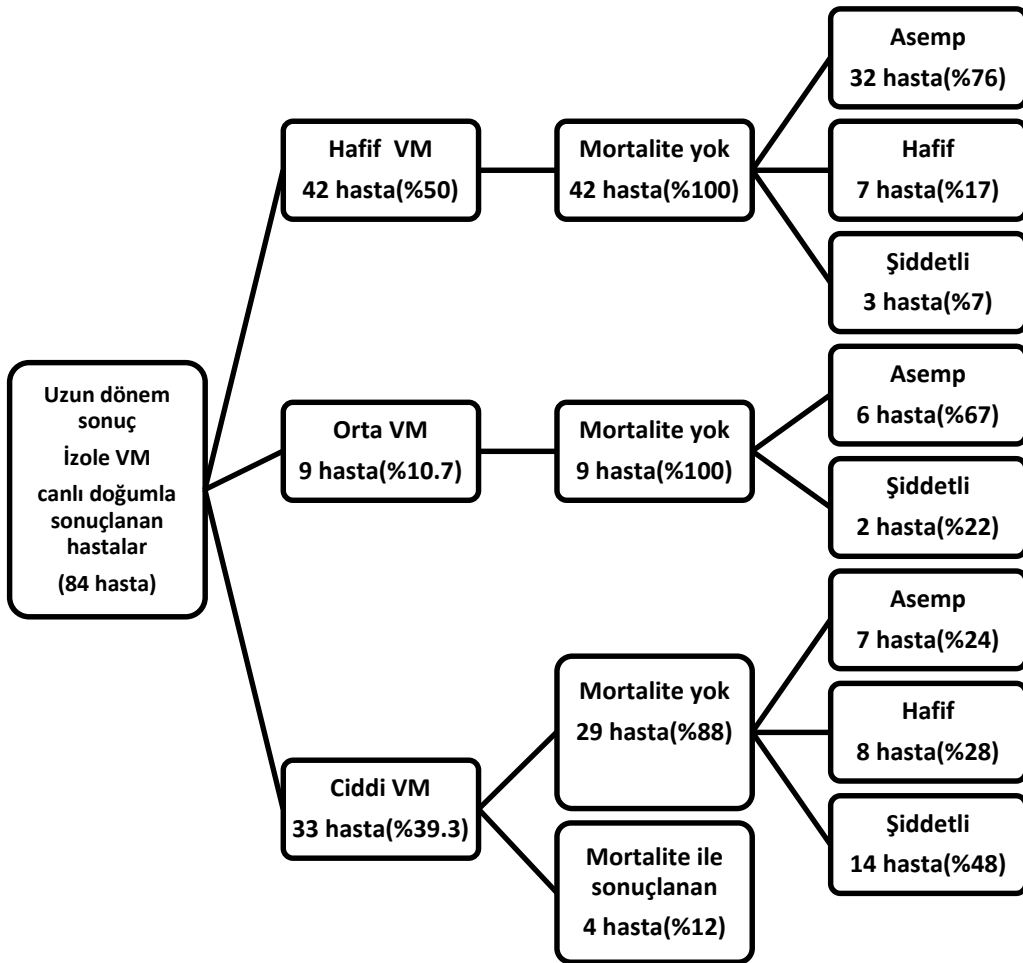 Uzun dönem
sonuç
İzole VM
canlı doğumla
sonuçlanan
hastalar
(84 hasta)
Hafif VM
42 hasta(%50)
Mortalite yok
42 hasta(%100)
Asemp
32 hasta(%76)
Hafif
7 hasta(%17)
Şiddetli
3 hasta(%7)
Orta VM
9 hasta(%10.7)
Mortalite yok
9 hasta(%100)
Asemp
6 hasta(%67)
Şiddetli
2 hasta(%22)
Ciddi VM
33 hasta(%39.3)
Mortalite yok
29 hasta(%88)
Asemp
7 hasta(%24)
Hafif
8 hasta(%28)
Şiddetli
14 hasta(%48)
Mortalite ile
sonuçlanan
4 hasta(%12)